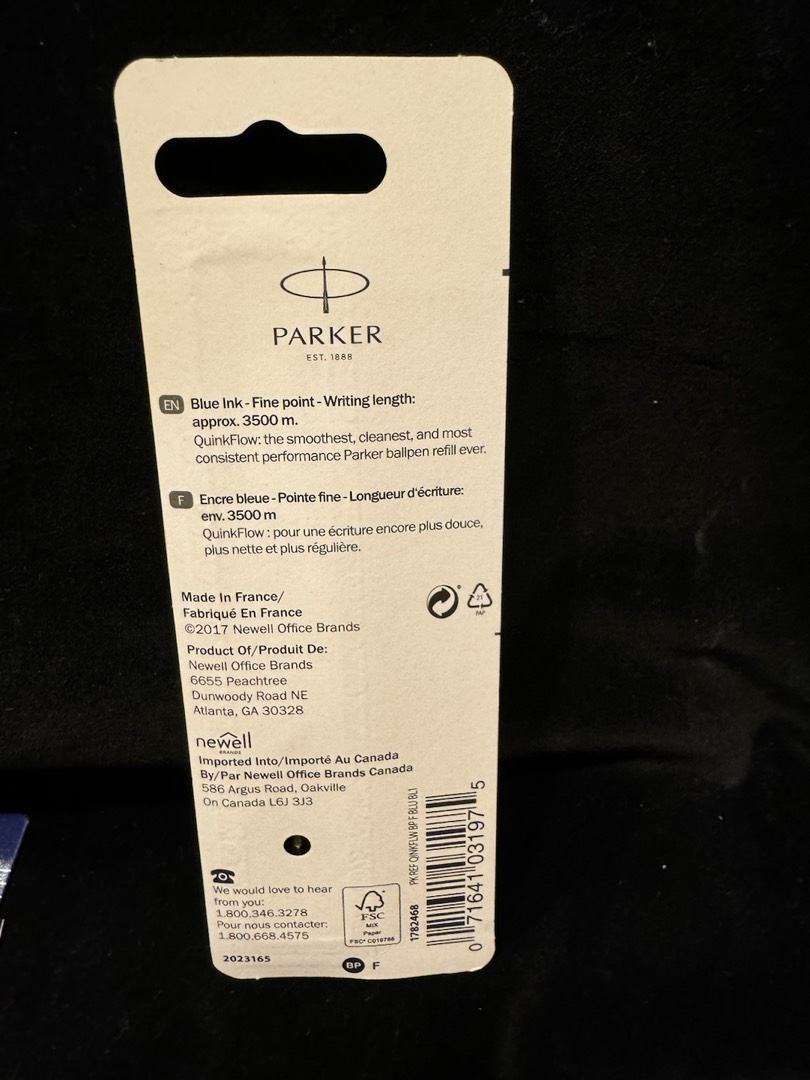 PARKER
EST. 1888
EN Blue Ink - Fine point - Writing length:
approx. 3500 m.
QuinkFlow: the smoothest, cleanest, and most
consistent performance Parker ballpen refill ever.
F Encre bleue - Pointe fine - Longueur d'écriture:
env. 3500 m
QuinkFlow : pour une écriture encore plus douce,
plus nette et plus régulière.
Made In France/
Fabriqué En France
©2017 Newell Office Brands
21
PAP
Product Of/Produit De:
Newell Office Brands
6655 Peachtree
Dunwoody Road NE
Atlanta, GA 30328
newell
BRANDS
Imported Into/Importé Au Canada
By/Par Newell Office Brands Canada
586 Argus Road, Oakville
On Canada L6J 3J3
We would love to hear
from you:
1.800.346.3278
Pour nous contacter:
1.800.668.4575
2023165
FSC
MIX
Paper
FSC® C019786
BP F
1782468 PK REF QINKFLW BP F BLU BL1
0 71641 03197 5